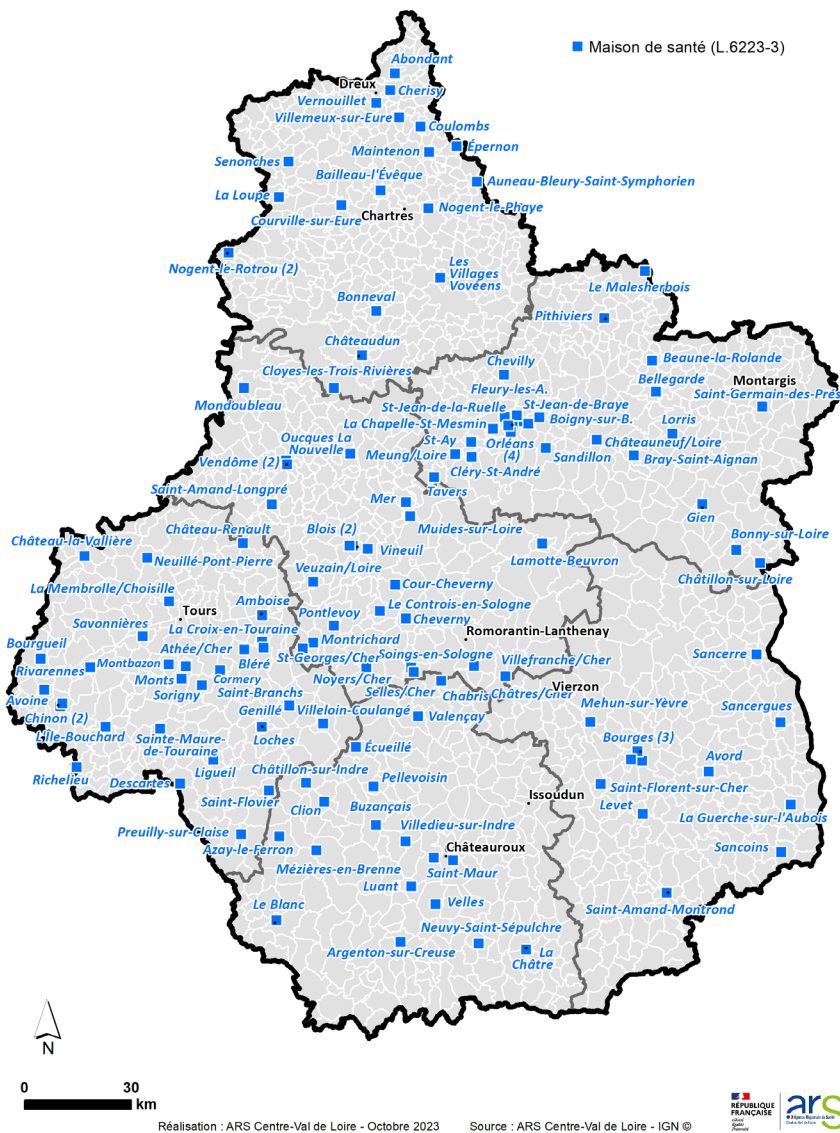 Maison de santé (L.6223-3)
Abondant
Dreux
Cherisy
Vernouillet
Villemeux-sur-Eure
Coulombs
Épernon
Maintenon
Senonches
Bailleau-l'Évêque
Auneau-Bleury-Saint-Symphorien
La Loupe
Courville-sur-Eure
Chartres
Nogent-le-Phaye
Nogent-le-Rotrou (2)
Les
Villages
Vovéens
Le Malesherbois
Bonneval
Pithiviers
Châteaudun
Chevilly
Beaune-la-Rolande
Cloyes-les-Trois-Rivières
Fleury-les-A.
Bellegarde
Montargis
Saint-Germain-des-Prés
Mondoubleau
St-Jean-de-la-Ruelle
St-Jean-de-Braye
La Chapelle-St-Mesmin
Boigny-sur-B.
Lorris
Oucques La
Nouvelle
St-Ay
Orléans
(4)
Châteauneuf/Loire
Vendôme (2)
Meung/Loire
Sandillon
Bray-Saint-Aignan
Cléry-St-André
Tavers
Saint-Amand-Longpré
Mer
Gien
Muides-sur-Loire
Château-Renault
Blois (2)
Vineuil
Lamotte-Beuvron
Bonny-sur-Loire
Château-la-Vallière
Neuillé-Pont-Pierre
Châtillon-sur-Loire
Veuzain/Loire
Cour-Cheverny
La Membrolle/Choisille
Amboise
Le Controis-en-Sologne
Tours
Pontlevoy
Cheverny
Savonnières
La Croix-en-Touraine
Romorantin-Lanthenay
Athée/Cher
Montrichard
Bourgueil
Bléré
St-Georges/Cher
Soings-en-Sologne
Villefranche/Cher
Sancerre
Rivarennes
Montbazon
Monts
Cormery
Noyers/Cher
Sorigny
Saint-Branchs
Selles/Cher
Chabris
Châtres/Cher
Vierzon
Avoine
Chinon (2)
Genillé
Villeloin-Coulangé
Valençay
Mehun-sur-Yèvre
Sancergues
L'Île-Bouchard
Sainte-Maure-
de-Touraine
Loches
Écueillé
Bourges (3)
Richelieu
Ligueil
Châtillon-sur-Indre
Pellevoisin
Avord
Descartes
Saint-Flovier
Clion
Buzançais
Issoudun
Saint-Florent-sur-Cher
Levet
La Guerche-sur-l'Aubois
Preuilly-sur-Claise
Villedieu-sur-Indre
Azay-le-Ferron
Châteauroux
Sancoins
Mézières-en-Brenne
Saint-Maur
Luant
Le Blanc
Velles
Saint-Amand-Montrond
Neuvy-Saint-Sépulchre
Argenton-sur-Creuse
La
Châtre
N
0 30
km
Réalisation : ARS Centre-Val de Loire - Octobre 2023 Source : ARS Centre-Val de Loire - IGN ©
RÉPUBLIQUE
FRANÇAISE
Liberté
Égalité
Fraternité
ars
Agence Régionale de Santé
Centre-Val de Loire